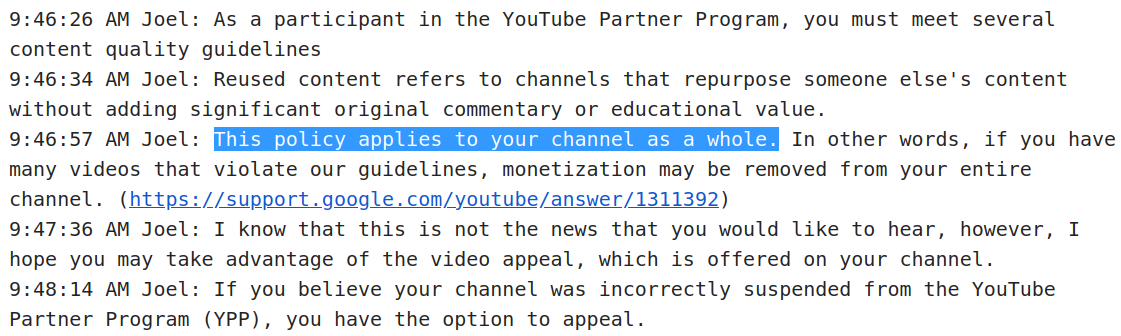 9:46:26 AM Joel: As a participant in the YouTube Partner Program, you must meet several
content quality guidelines
9:46:34 AM Joel: Reused content refers to channels that repurpose someone else's content
without adding significant original commentary or educational value.
9:46:57 AM Joel: This policy applies to your channel as a whole. In other words, if you have
many videos that violate our guidelines, monetization may be removed from your entire
channel. (https://support.google.com/youtube/answer/1311392)
9:47:36 AM Joel: I know that this is not the news that you would like to hear, however, I
hope you may take advantage of the video appeal, which is offered on your channel.
9:48:14 AM Joel: If you believe your channel was incorrectly suspended from the YouTube
Partner Program (YPP), you have the option to appeal.